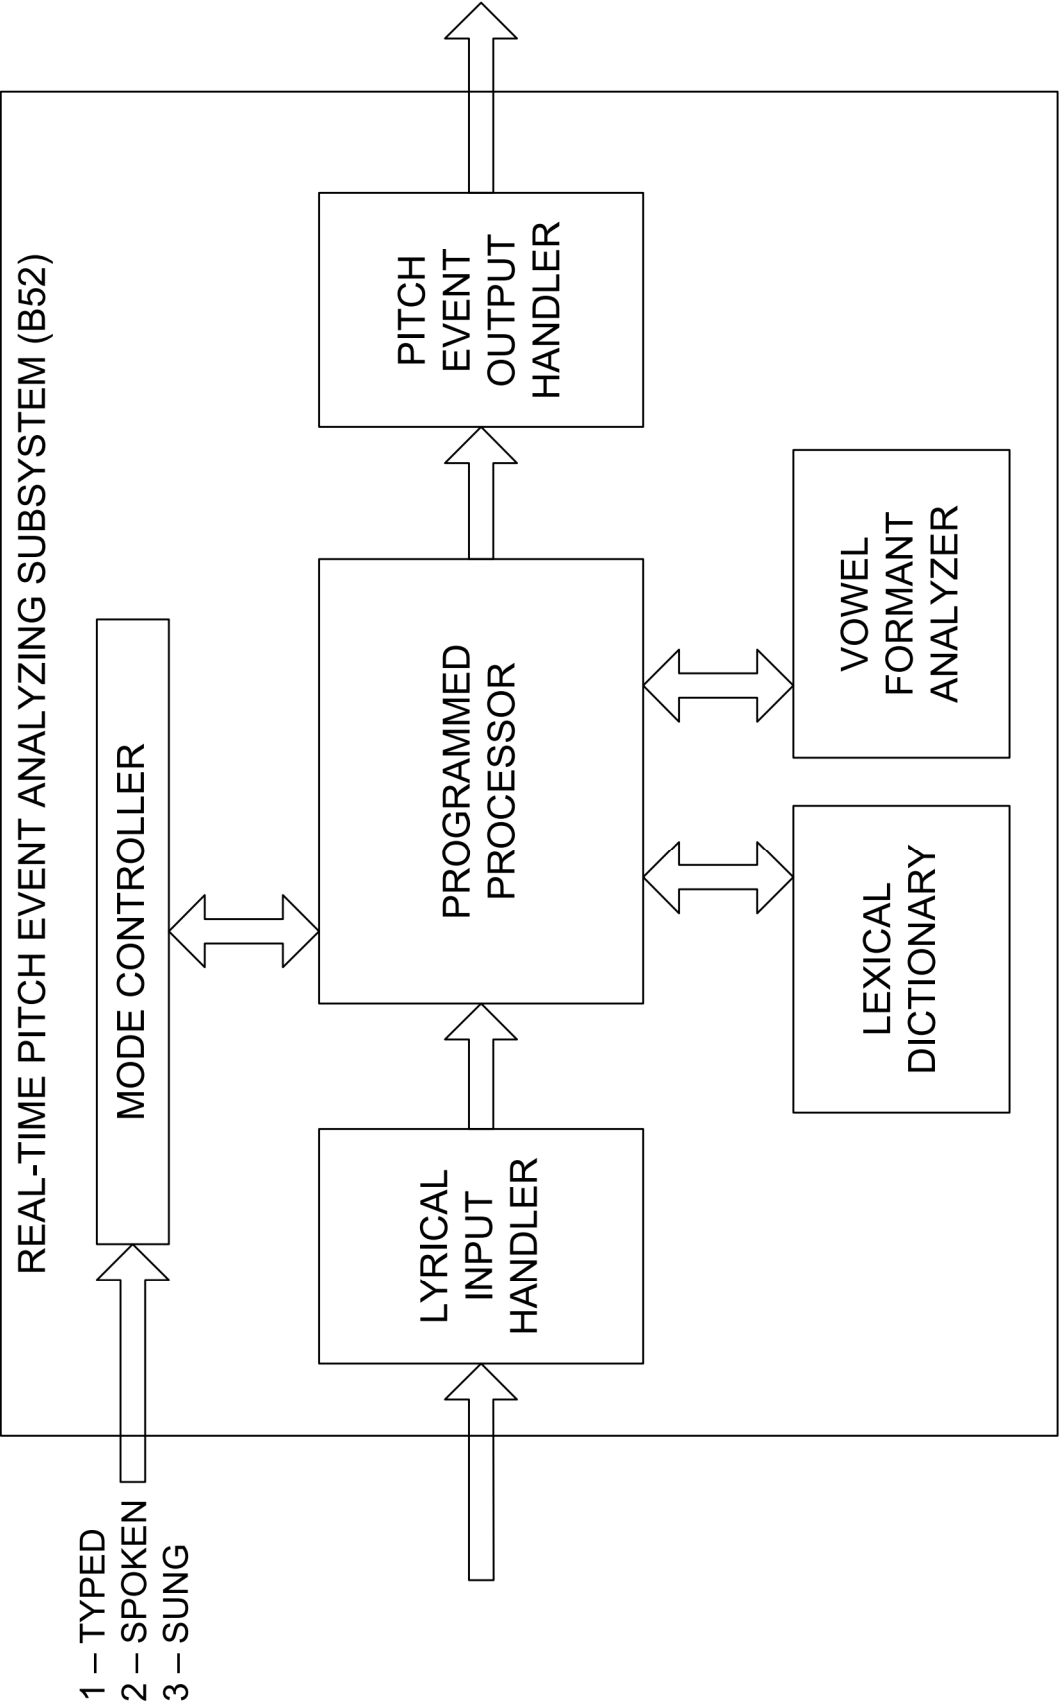 REAL-TIME PITCH EVENT ANALYZING SUBSYSTEM (B52)
1 – TYPED
2 – SPOKEN
3 – SUNG
MODE CONTROLLER
LYRICAL
INPUT
HANDLER
PROGRAMMED
PROCESSOR
PITCH
EVENT
OUTPUT
HANDLER
LEXICAL
DICTIONARY
VOWEL
FORMANT
ANALYZER